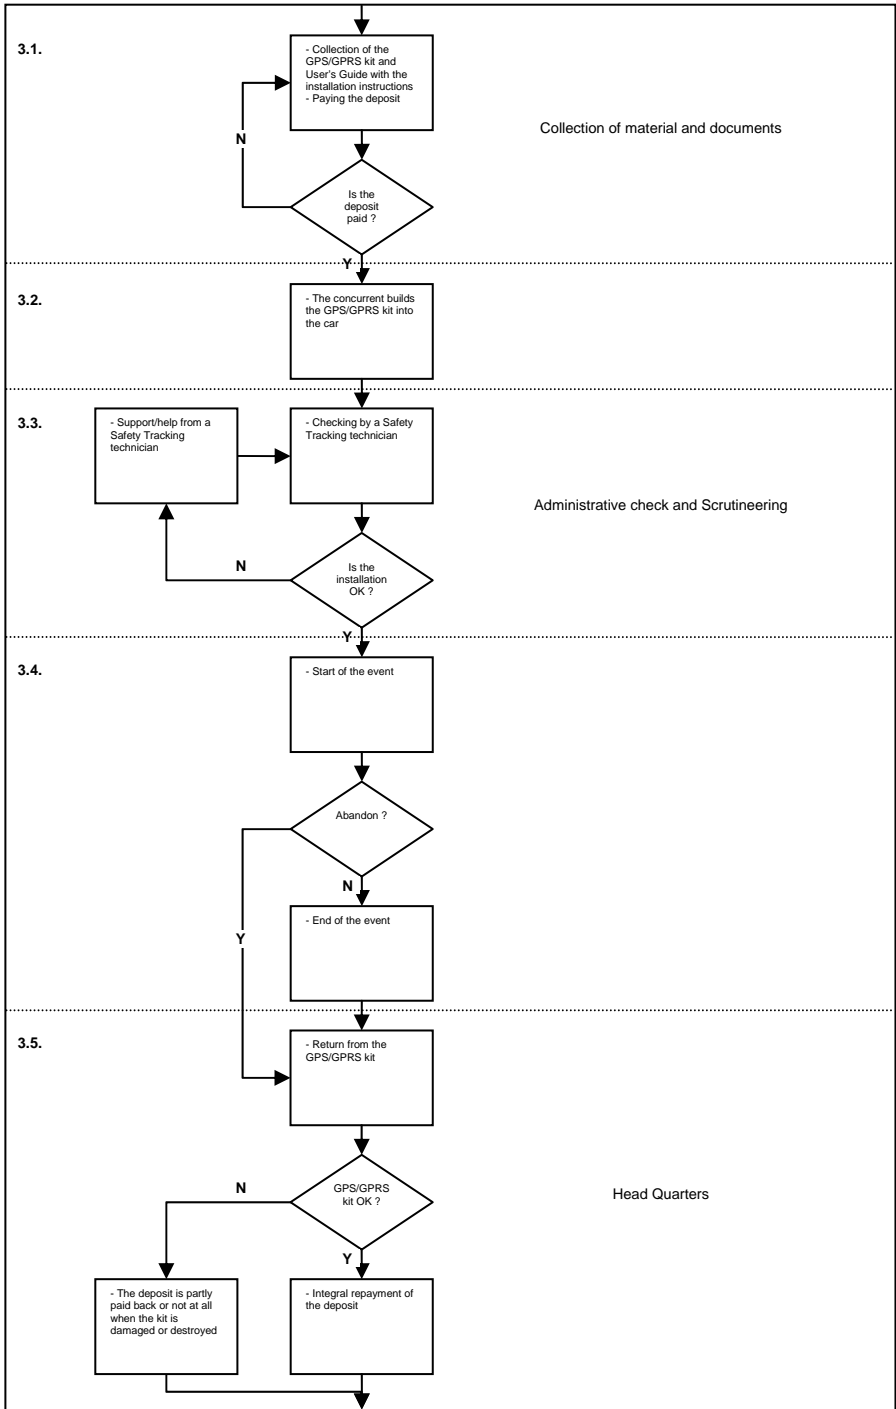 3.1.
- Collection of the
GPS/GPRS kit and
User's Guide with the
installation instructions
- Paying the deposit
Collection of material and documents
N
Is the
deposit
paid ?
Y
3.2.
- The concurrent builds
the GPS/GPRS kit into
the car
3.3.
- Support/help from a
Safety Tracking
technician
- Checking by a Safety
Tracking technician
Administrative check and Scrutineering
N
Is the
installation
OK ?
Y
3.4.
- Start of the event
Abandon ?
N
- End of the event
Y
3.5.
- Return from the
GPS/GPRS kit
N
GPS/GPRS
kit OK ?
Head Quarters
Y
- The deposit is partly
paid back or not at all
when the kit is
damaged or destroyed
- Integral repayment of
the deposit